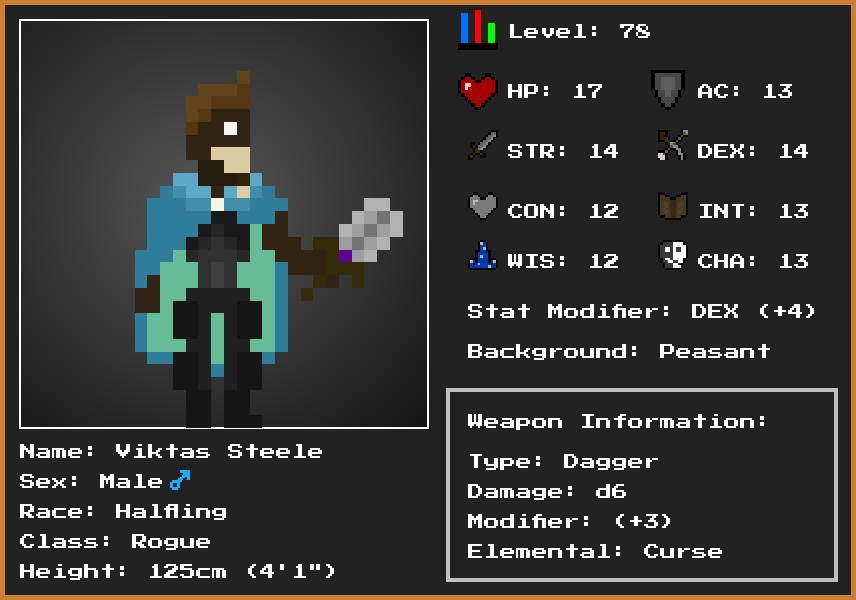 Level: 78
HP: 17
AC: 13
STR: 14
DEX: 14
CON: 12
INT: 13
WIS: 12
CHA: 13
Stat Modifier: DEX (+4)
Background: Peasant
Weapon Information:
Type: Dagger
Damage: d6
Modifier: (+3)
Elemental: Curse
Name: Viktas Steele
Sex: Male♂
Race: Halfling
Class: Rogue
Height: 125cm (4'1")